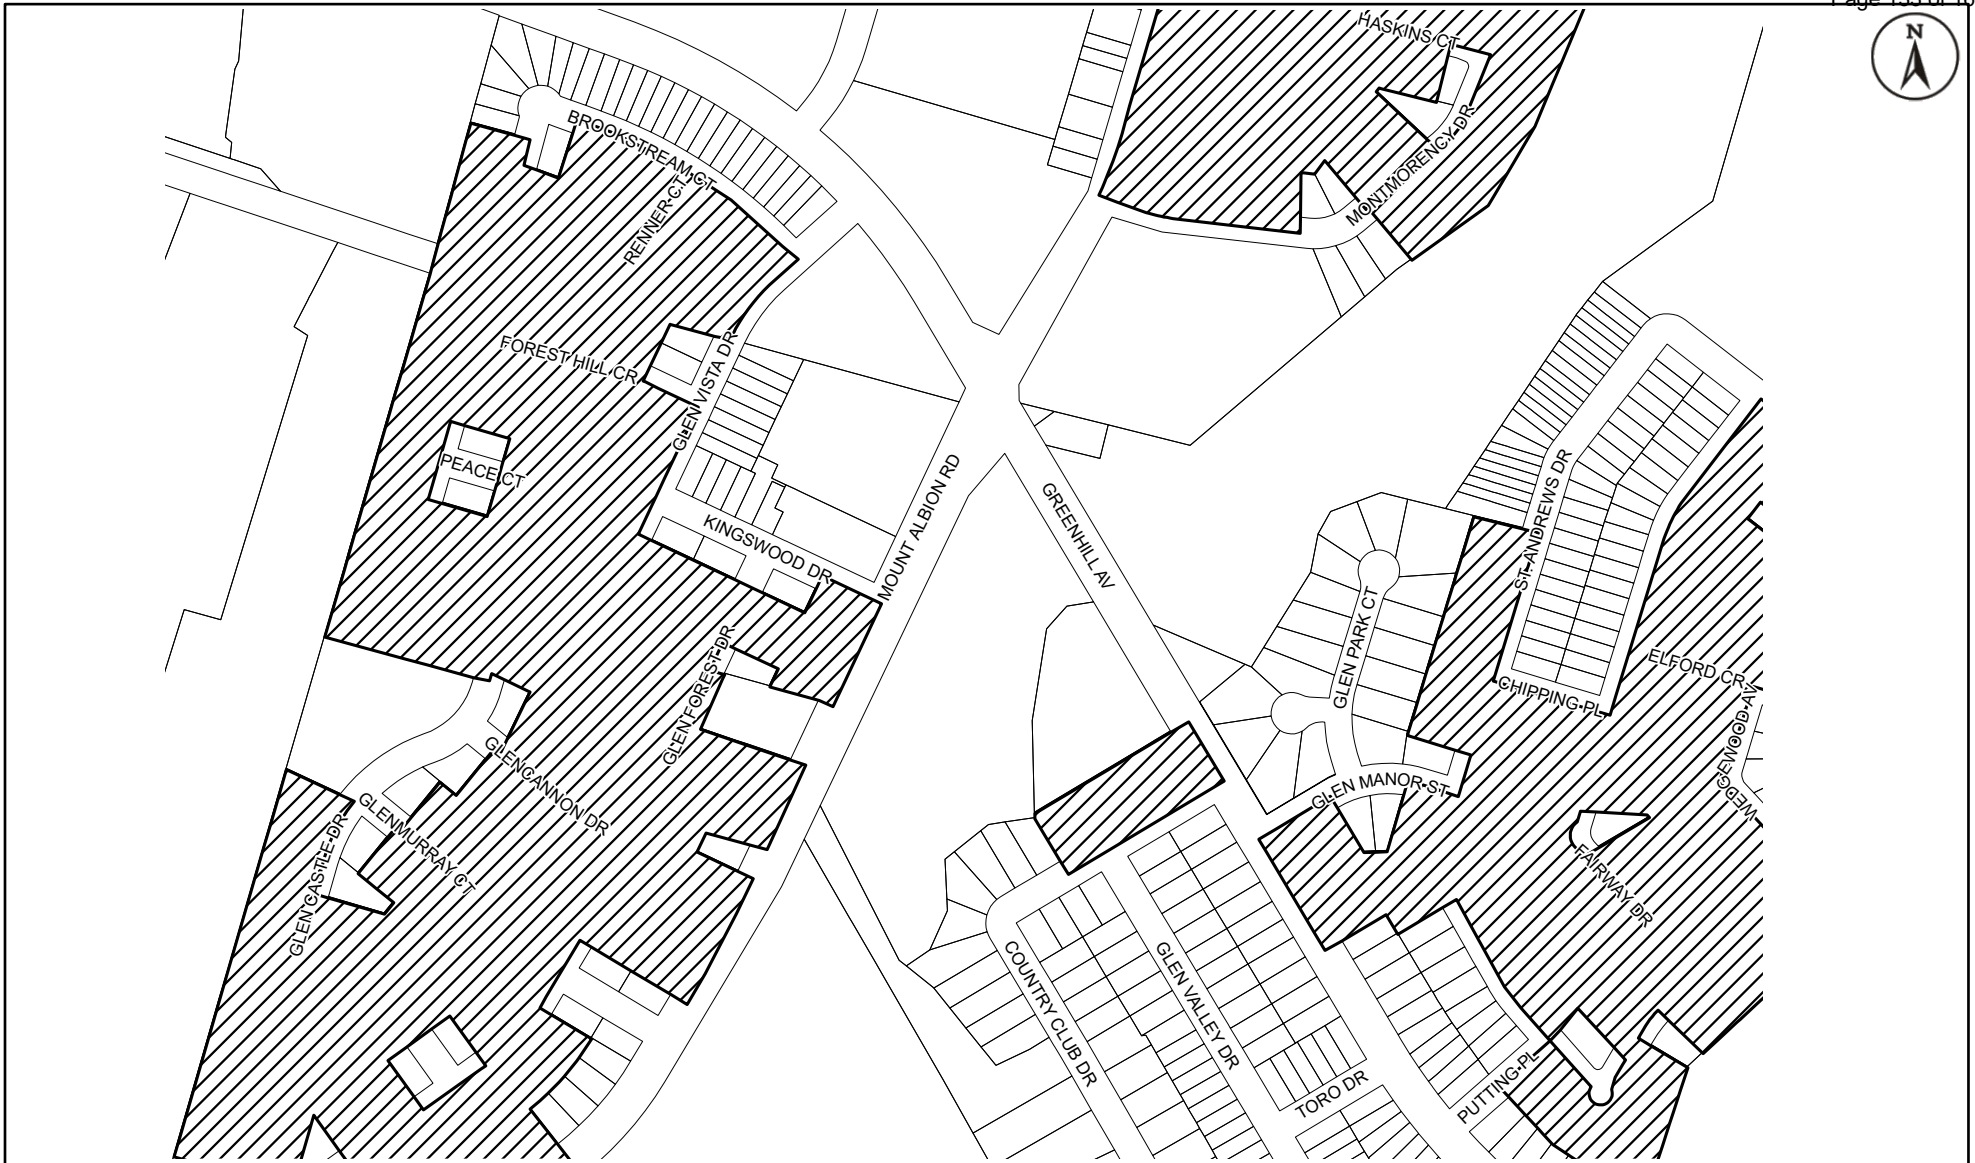 N
HASKINS CT
BROOKSTREAM CT
MONTMORENCY DR
RENNER CT
FOREST HILL CR
GLEN VISTA DR
PEACE CT
MOUNT ALBION RD
GREENHILL AV
KINGSWOOD DR
ST. ANDREWS DR
GLEN PARK CT
GLEN FOREST DR
ELFORD CR
CHIPPING PL
WEDGEWOOD AV
GLENCANNON DR
GLEN MANOR ST
GLENMURRAY CT
GLEN CASTLE DR
FAIRWAY DR
COUNTRY CLUB DR
GLEN VALLEY DR
TORO DR
PUTTING PL